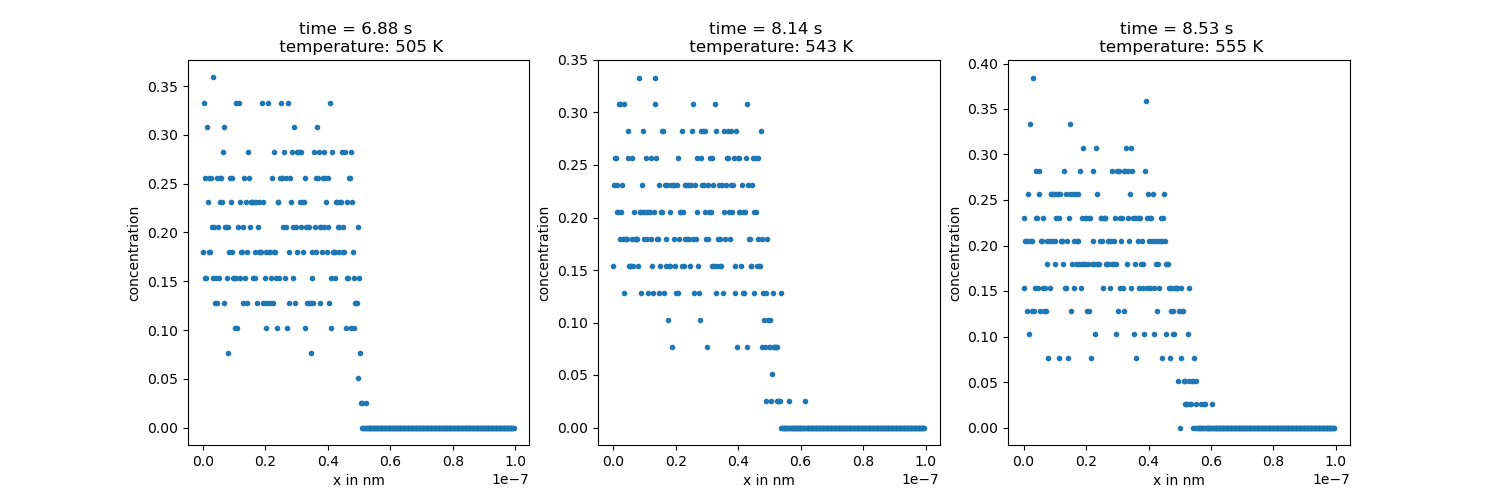 time = 6.88 s
temperature: 505 K
concentration
0.35
0.30
0.25
0.20
0.15
0.10
0.05
0.00
0.0 0.2 0.4 0.6 0.8 1.0
x in nm
1e−7
time = 8.14 s
temperature: 543 K
concentration
0.35
0.30
0.25
0.20
0.15
0.10
0.05
0.00
0.0 0.2 0.4 0.6 0.8 1.0
x in nm
1e−7
time = 8.53 s
temperature: 555 K
concentration
0.40
0.35
0.30
0.25
0.20
0.15
0.10
0.05
0.00
0.0 0.2 0.4 0.6 0.8 1.0
x in nm
1e−7